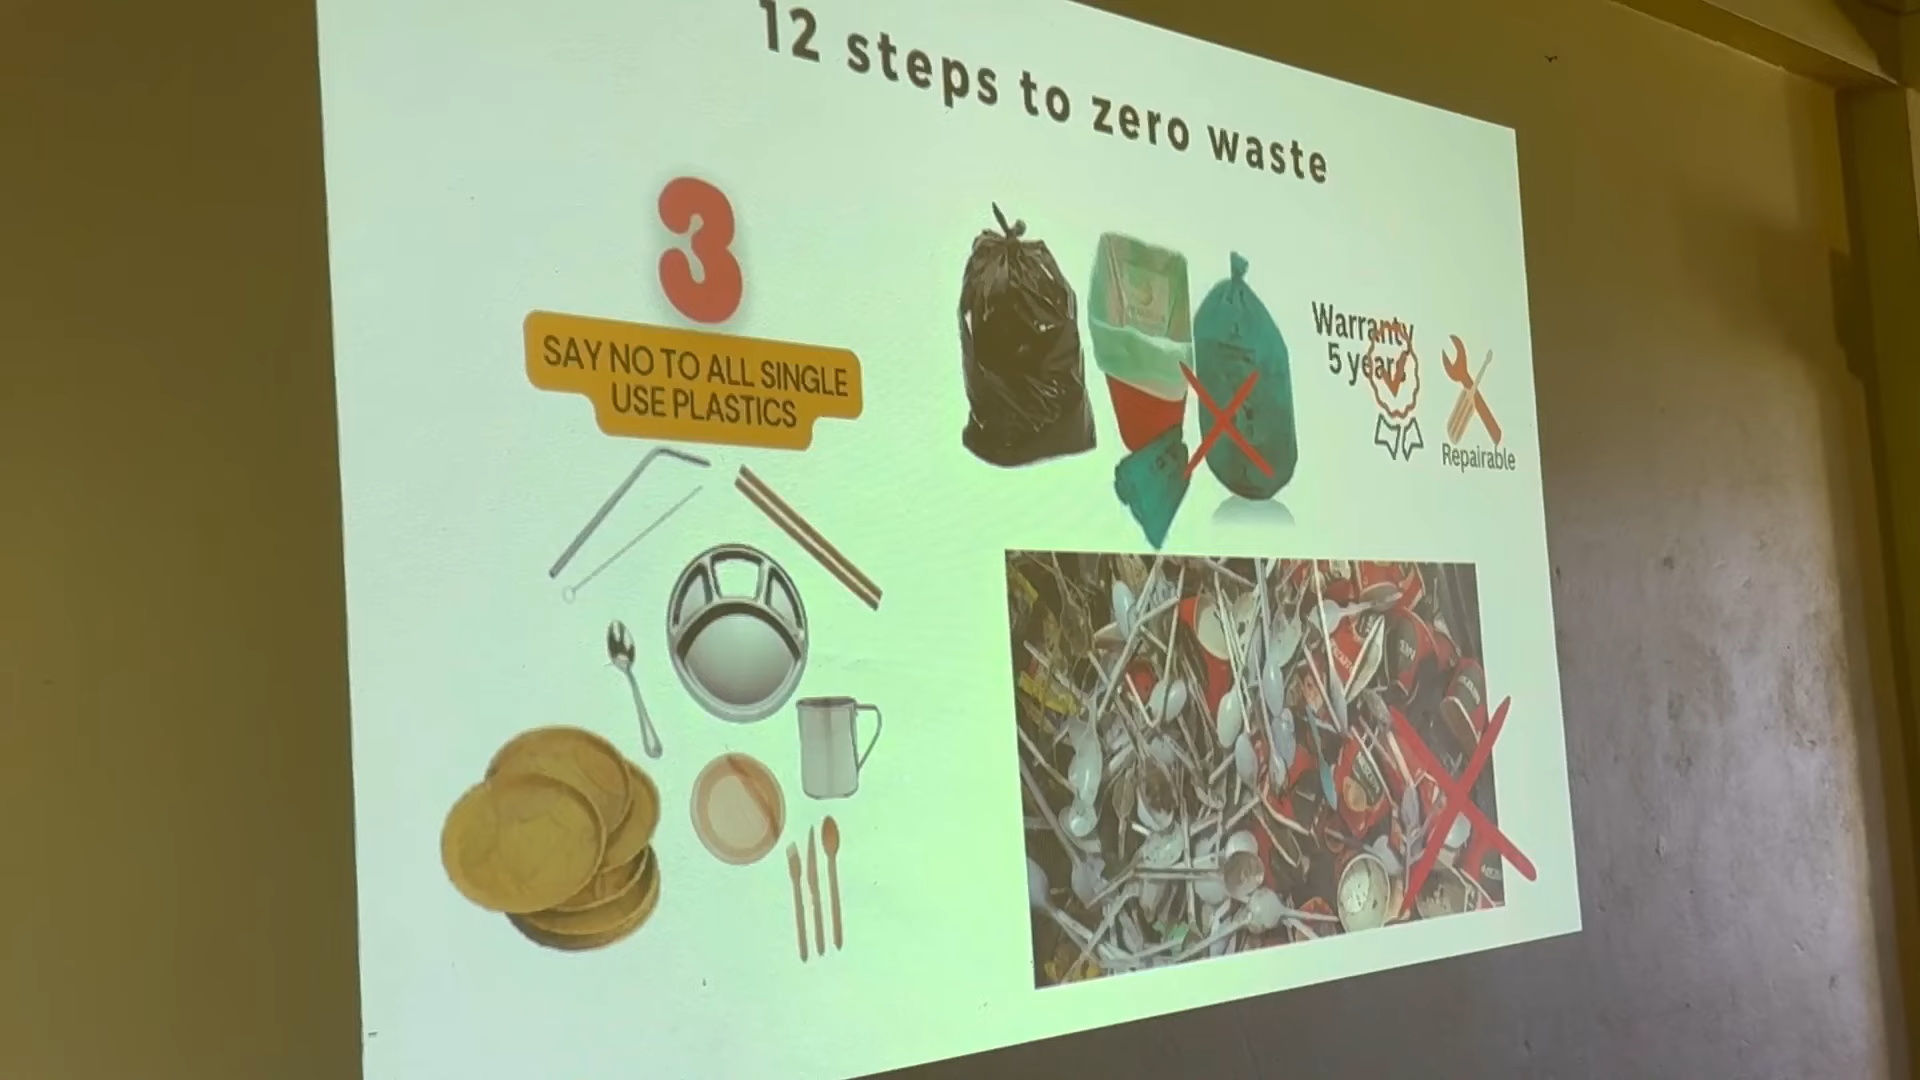 12 steps to zero waste
3
SAY NO TO ALL SINGLE
USE PLASTICS
Warranty
5 years
Repairable